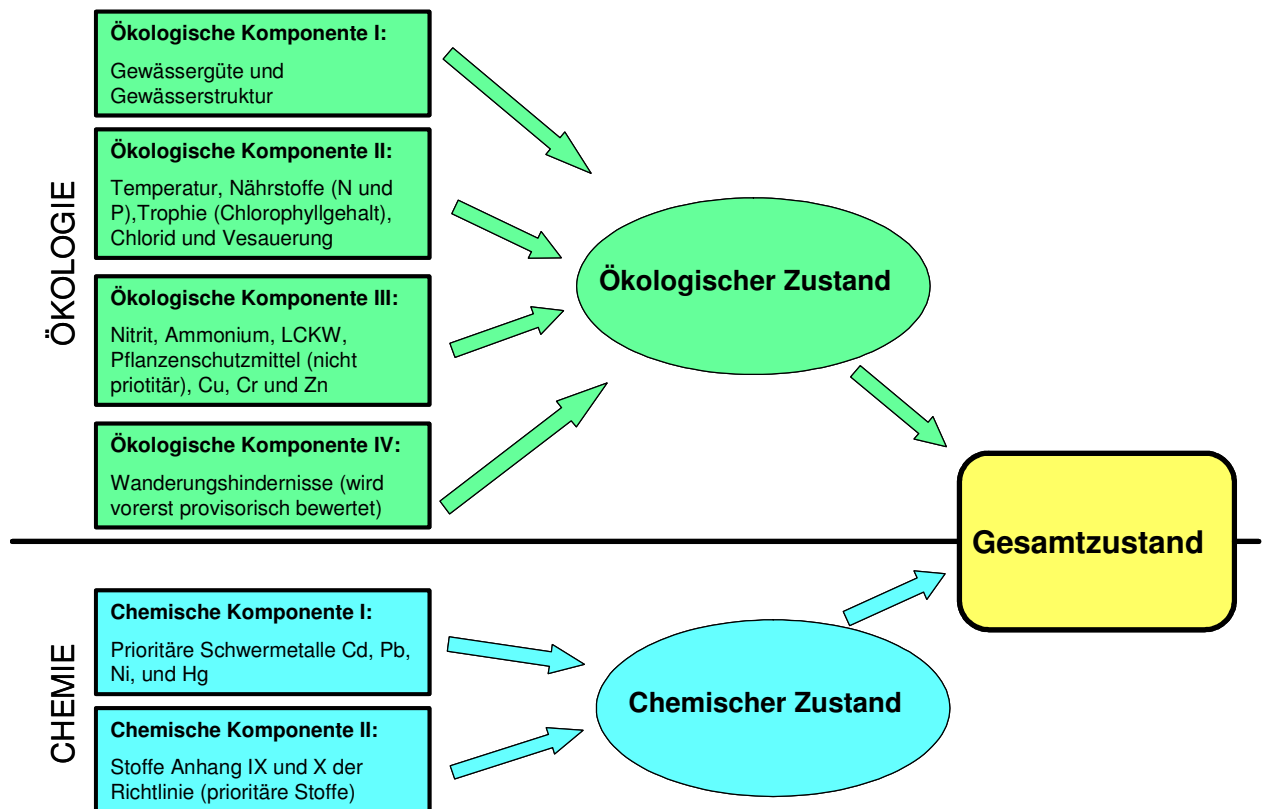 ÖKOLOGIE
Ökologische Komponente I:
Gewässergüte und
Gewässerstruktur
Ökologische Komponente II:
Temperatur, Nährstoffe (N und
P),Trophie (Chlorophyllgehalt),
Chlorid und Vesauerung
Ökologische Komponente III:
Nitrit, Ammonium, LCKW,
Pflanzenschutzmittel (nicht
priotitär), Cu, Cr und Zn
Ökologische Komponente IV:
Wanderungshindernisse (wird
vorerst provisorisch bewertet)
Ökologischer Zustand
Gesamtzustand
CHEMIE
Chemische Komponente I:
Prioritäre Schwermetalle Cd, Pb,
Ni, und Hg
Chemische Komponente II:
Stoffe Anhang IX und X der
Richtlinie (prioritäre Stoffe)
Chemischer Zustand